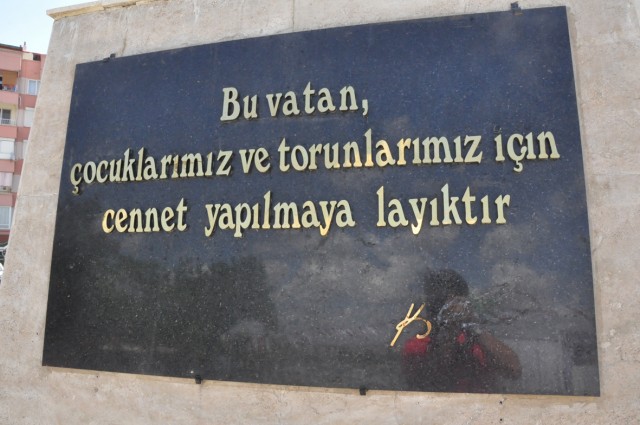 Bu vatan,
çocuklarımız ve torunlarımız için
cennet yapılmaya layıktır